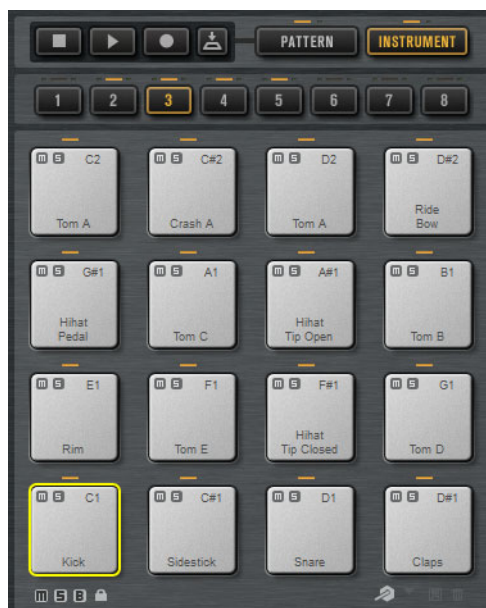 PATTERN INSTRUMENT
1 2 3 4 5 6 7 8
m S C2
Tom A
m S C#2
Crash A
m S D2
Tom A
m S D#2
Ride
Bow
m S G#1
Hihat
Pedal
m S A1
Tom C
m S A#1
Hihat
Tip Open
m S B1
Tom B
m S E1
Rim
m S F1
Tom E
m S F#1
Hihat
Tip Closed
m S G1
Tom D
m S C1
Kick
m S C#1
Sidestick
m S D1
Snare
m S D#1
Claps
m S B